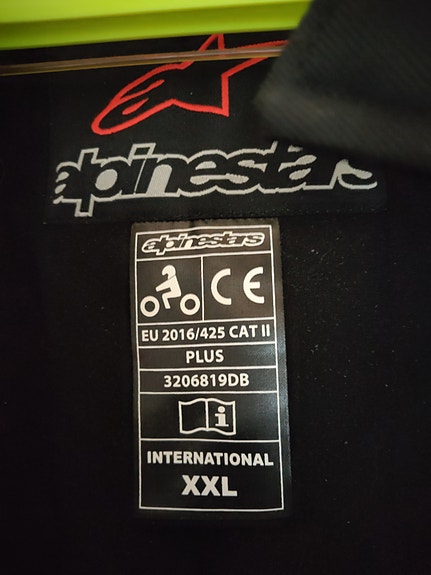 alpinestars
alpinestars
CE
EU 2016/425 CAT II
PLUS
3206819DB
i
INTERNATIONAL
XXL